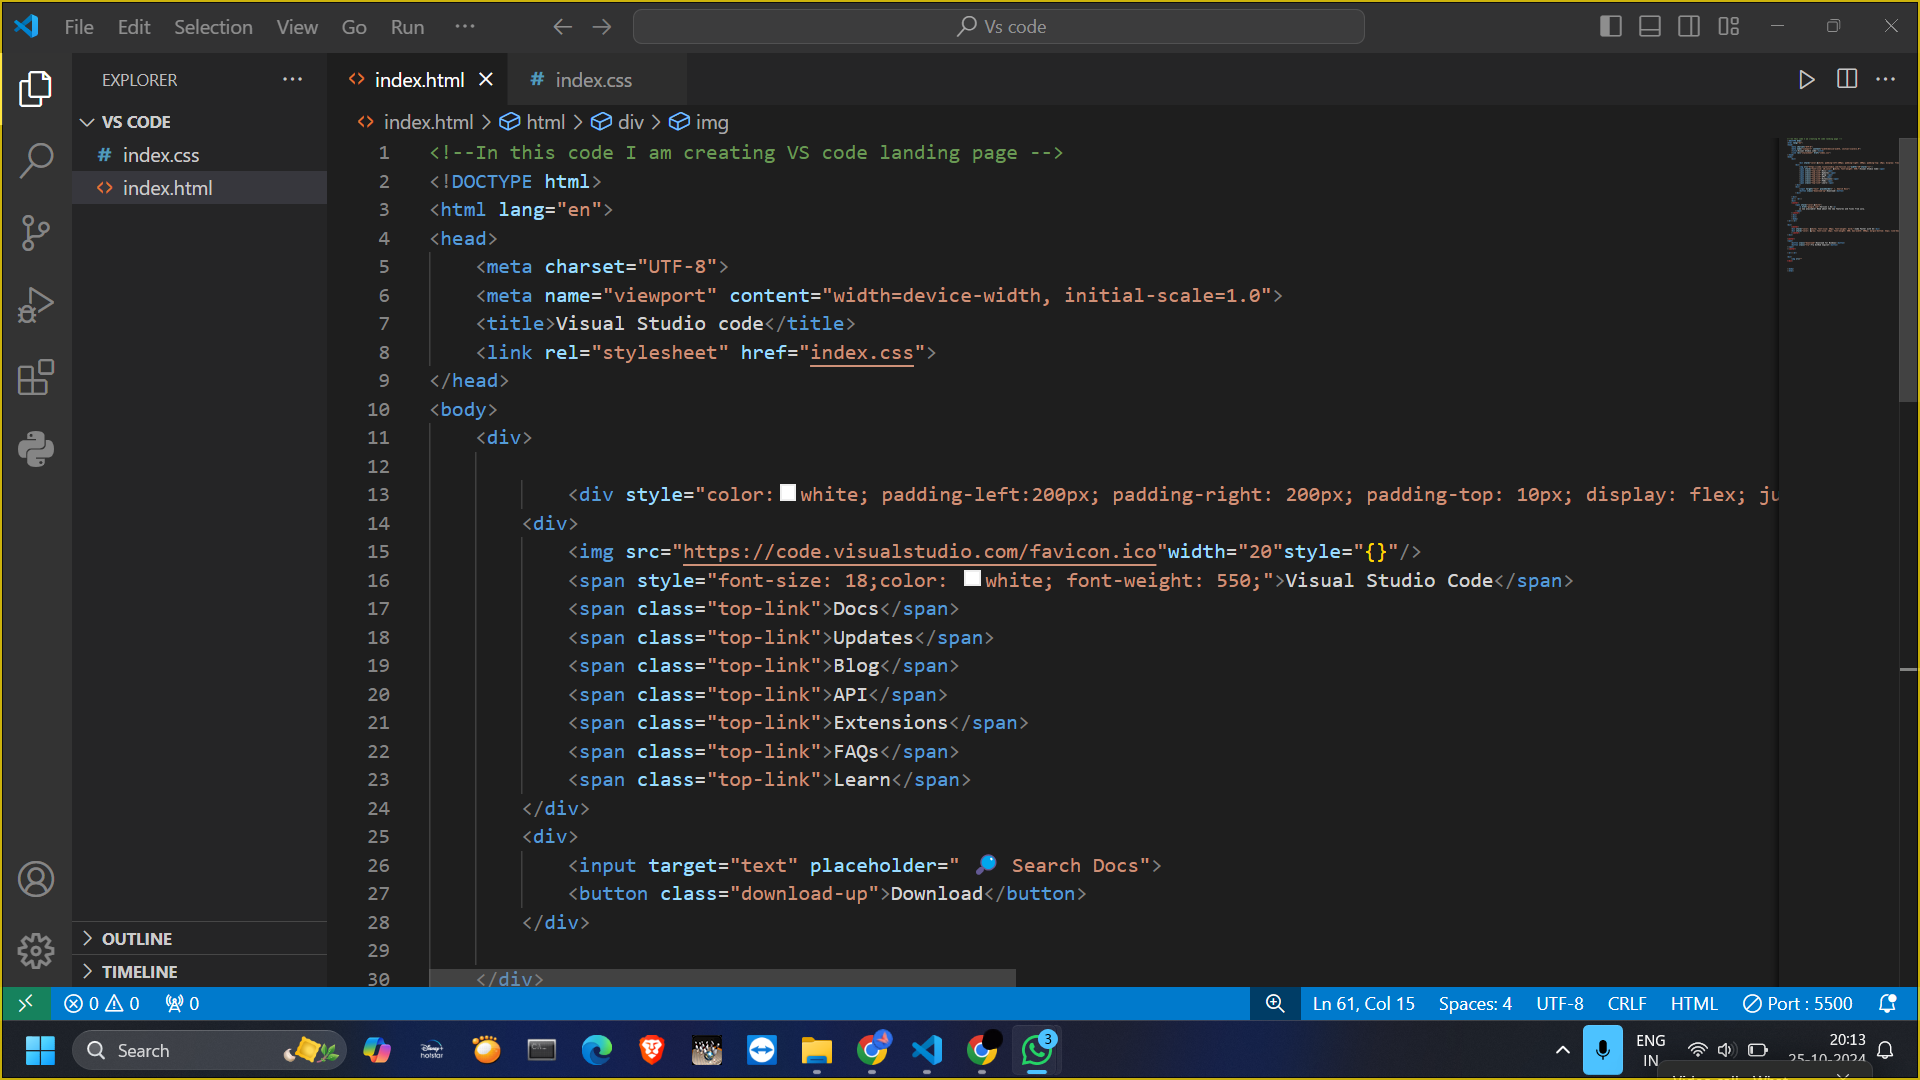 File Edit Selection View Go Run ··· Vs code
EXPLORER
VS CODE
# index.css
<> index.html
OUTLINE
TIMELINE
<> index.html × # index.css
<> index.html > html > div > img
1 <!--In this code I am creating VS code landing page -->
2 <!DOCTYPE html>
3 <html lang="en">
4 <head>
5 <meta charset="UTF-8">
6 <meta name="viewport" content="width=device-width, initial-scale=1.0">
7 <title>Visual Studio code</title>
8 <link rel="stylesheet" href="index.css">
9 </head>
10 <body>
11 <div>
12
13 <div style="color: white; padding-left:200px; padding-right: 200px; padding-top: 10px; display: flex; ju
14 <div>
15 <img src="https://code.visualstudio.com/favicon.ico"width="20"style="{}"/>
16 <span style="font-size: 18;color: white; font-weight: 550;">Visual Studio Code</span>
17 <span class="top-link">Docs</span>
18 <span class="top-link">Updates</span>
19 <span class="top-link">Blog</span>
20 <span class="top-link">API</span>
21 <span class="top-link">Extensions</span>
22 <span class="top-link">FAQs</span>
23 <span class="top-link">Learn</span>
24 </div>
25 <div>
26 <input target="text" placeholder=" 🔎 Search Docs">
27 <button class="download-up">Download</button>
28 </div>
29
30 </div>
0 0 0 Ln 61, Col 15 Spaces: 4 UTF-8 CRLF HTML Port : 5500
Search disney+ hotstar 3 ENG 20:13
IN 25-10-2024